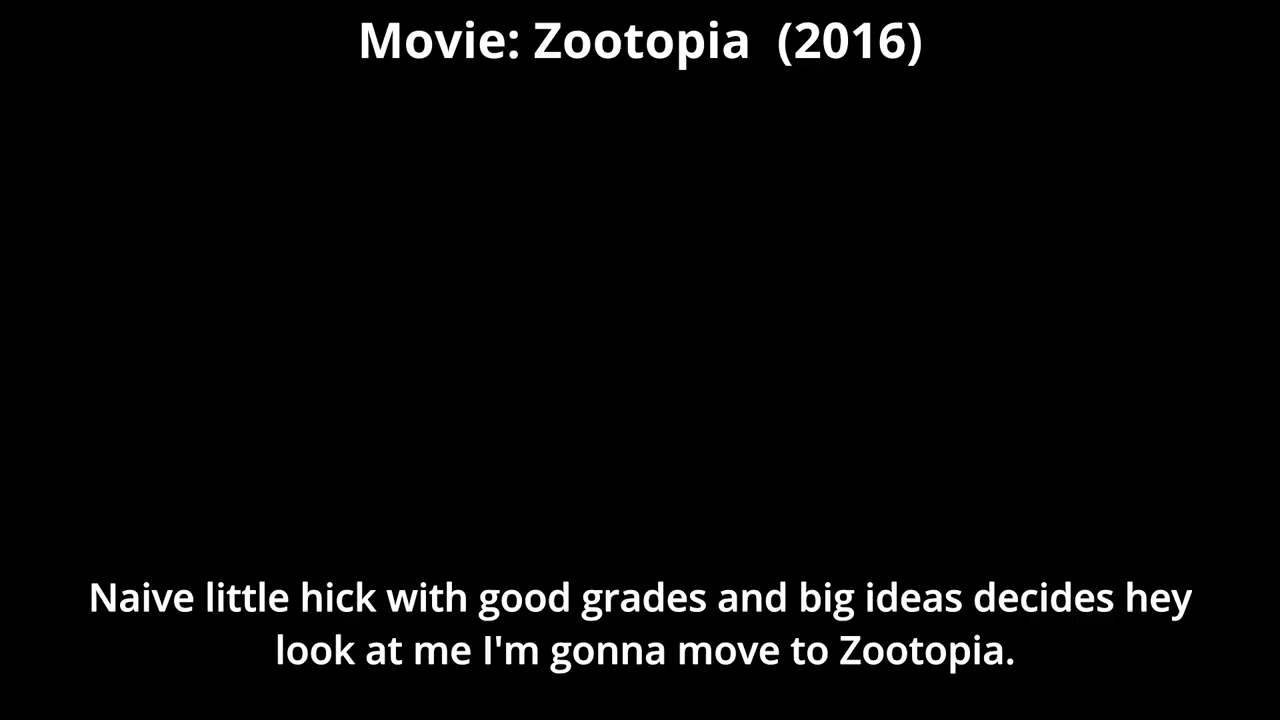 Movie: Zootopia (2016)
Naive little hick with good grades and big ideas decides hey
look at me I'm gonna move to Zootopia.